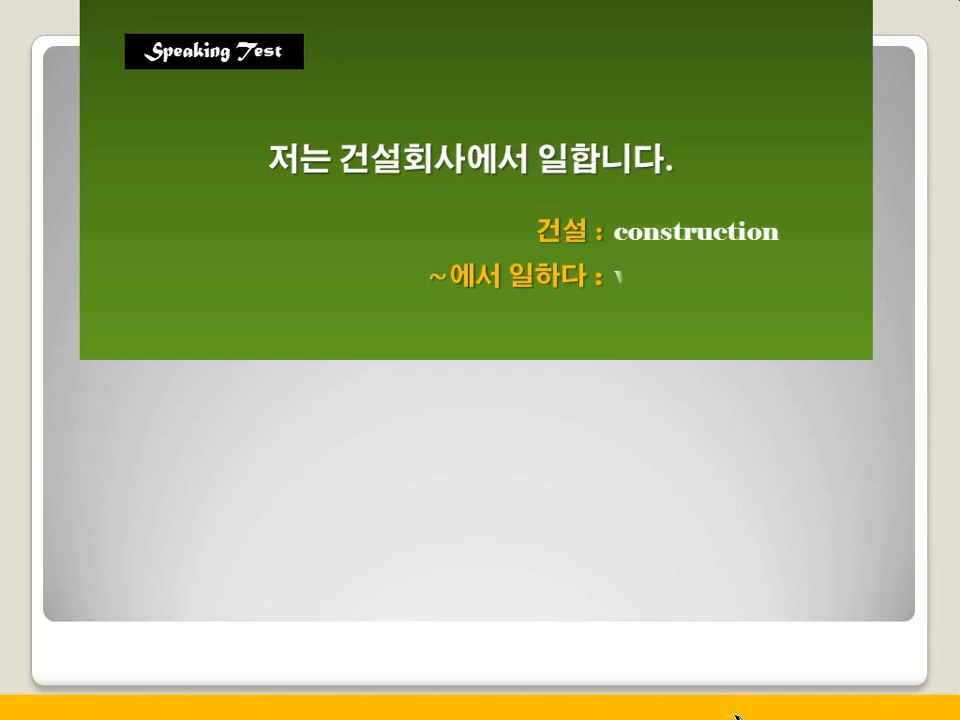 Speaking Test
저는 건설회사에서 일합니다.
건설 : construction
~에서 일하다 :